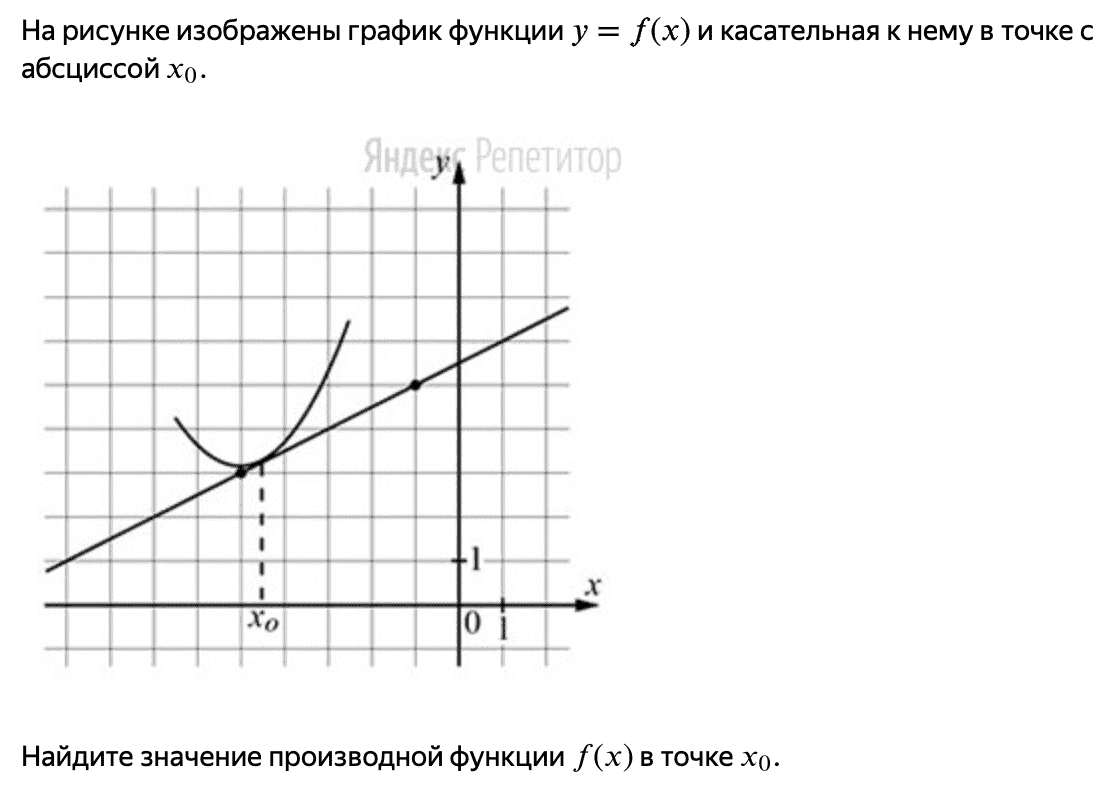 На рисунке изображены график функции y = f(x) и касательная к нему в точке с
абсциссой x₀.
Яндекс Репетитор
y
1
x
x₀
0
1
Найдите значение производной функции f(x) в точке x₀.